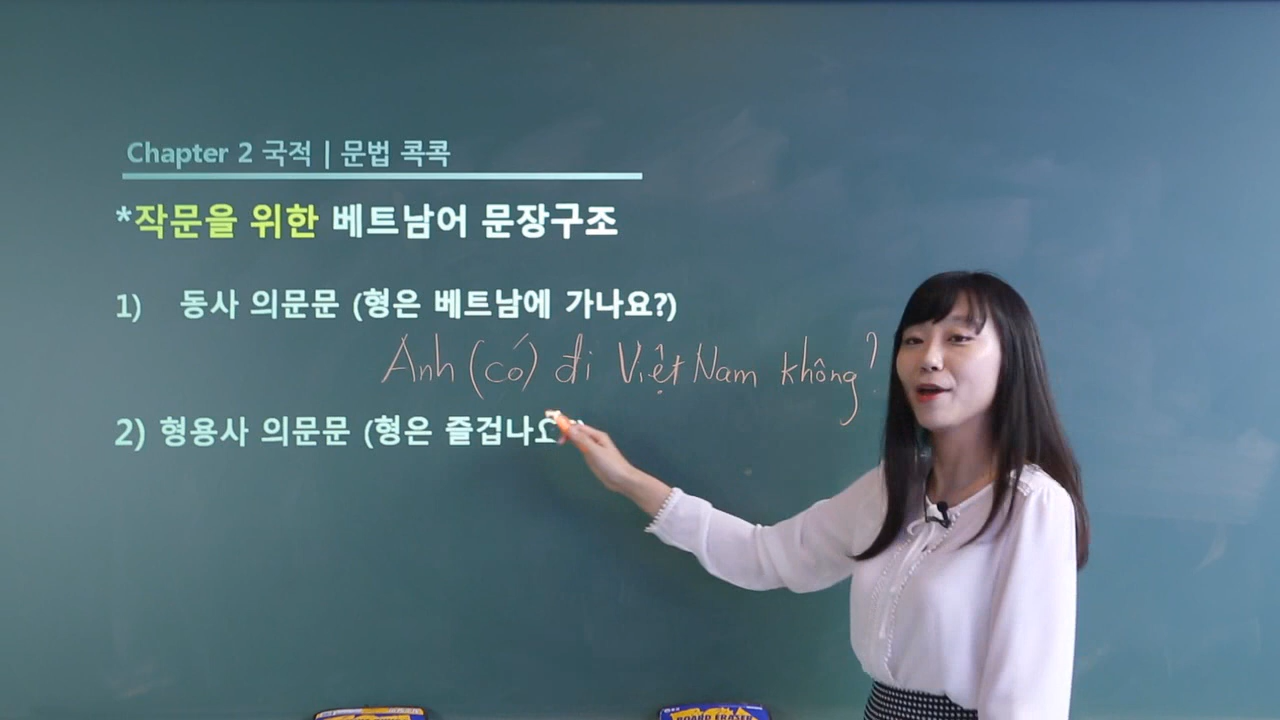 Chapter 2 국적 | 문법 콕콕
*작문을 위한 베트남어 문장구조
1) 동사 의문문 (형은 베트남에 가나요?)
Anh (có) đi Việt Nam không?
2) 형용사 의문문 (형은 즐겁나요
BOARD ERASER